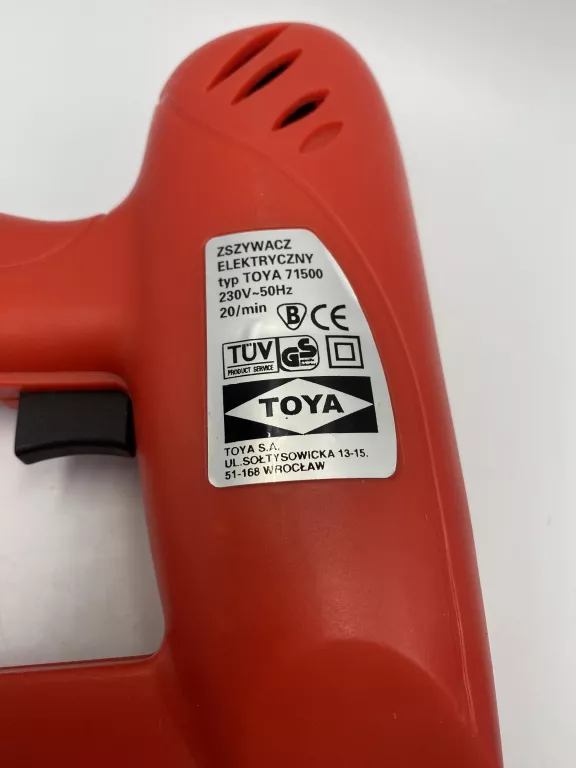 ZSZYWACZ
ELEKTRYCZNY
typ TOYA 71500
230V~50Hz
20/min B CE
TÜV GS
PRODUCT SERVICE
TOYA
TOYA S.A.
UL.SOŁTYSOWICKA 13-15.
51-168 WROCŁAW